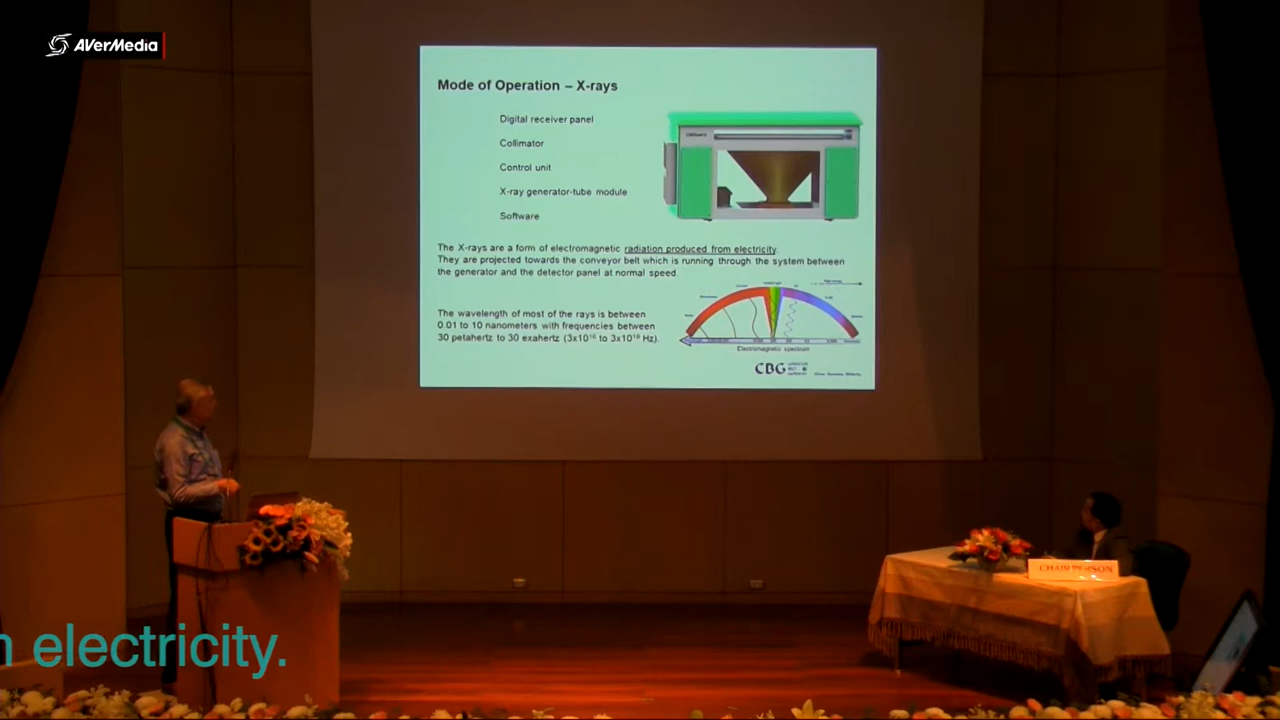 AVerMedia
Mode of Operation – X-rays
Digital receiver panel
Collimator
Control unit
X-ray generator-tube module
Software
The X-rays are a form of electromagnetic radiation produced from electricity.
They are projected towards the conveyor belt which is running through the system between
the generator and the detector panel at normal speed.
The wavelength of most of the rays is between
0.01 to 10 nanometers with frequencies between
30 petahertz to 30 exahertz (3x10¹⁶ to 3x10¹⁹ Hz).
Electromagnetic spectrum
CBG
CHAIR PERSON
n electricity.